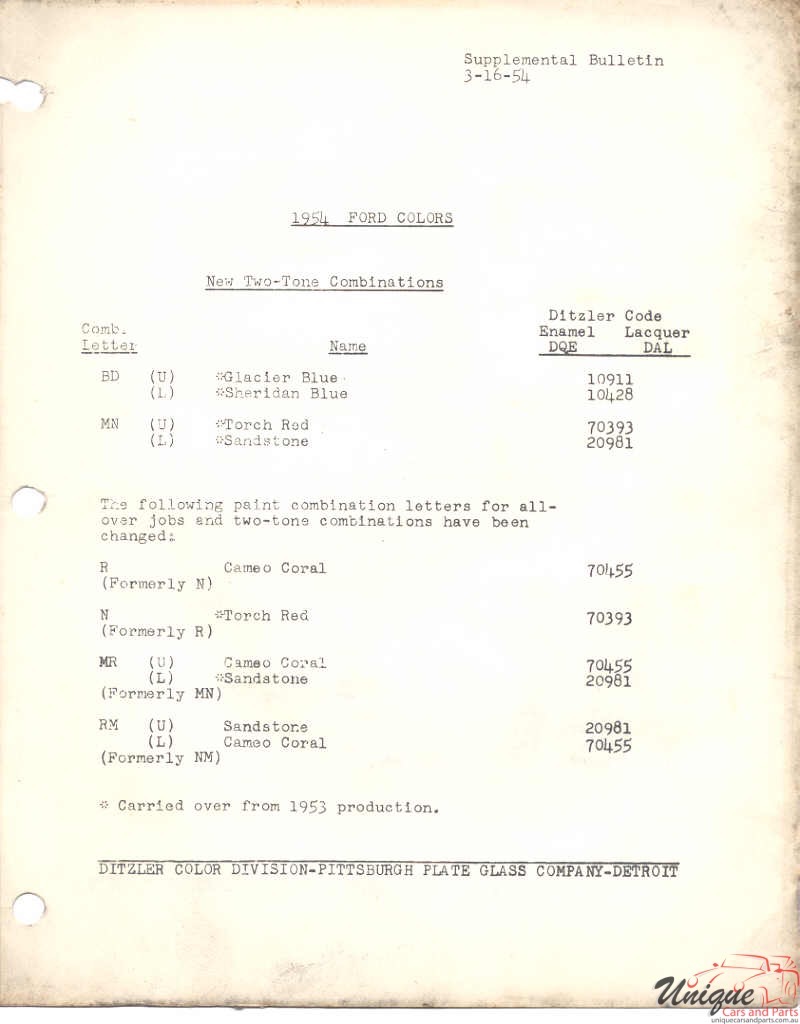 Supplemental Bulletin
3-16-54
1954 FORD COLORS
New Two-Tone Combinations
Ditzler Code
Comb. Enamel Lacquer
Letter Name DQE DAL
BD (U) *Glacier Blue 10911
(L) *Sheridan Blue 10428
MN (U) *Torch Red 70393
(L) *Sandstone 20981
The following paint combination letters for all-
over jobs and two-tone combinations have been
changed:
R Cameo Coral 70455
(Formerly N)
N *Torch Red 70393
(Formerly R)
MR (U) Cameo Coral 70455
(L) *Sandstone 20981
(Formerly MN)
RM (U) Sandstone 20981
(L) Cameo Coral 70455
(Formerly NM)
* Carried over from 1953 production.
DITZLER COLOR DIVISION-PITTSBURGH PLATE GLASS COMPANY-DETROIT
Unique
Cars and Parts
uniquecarsandparts.com.au